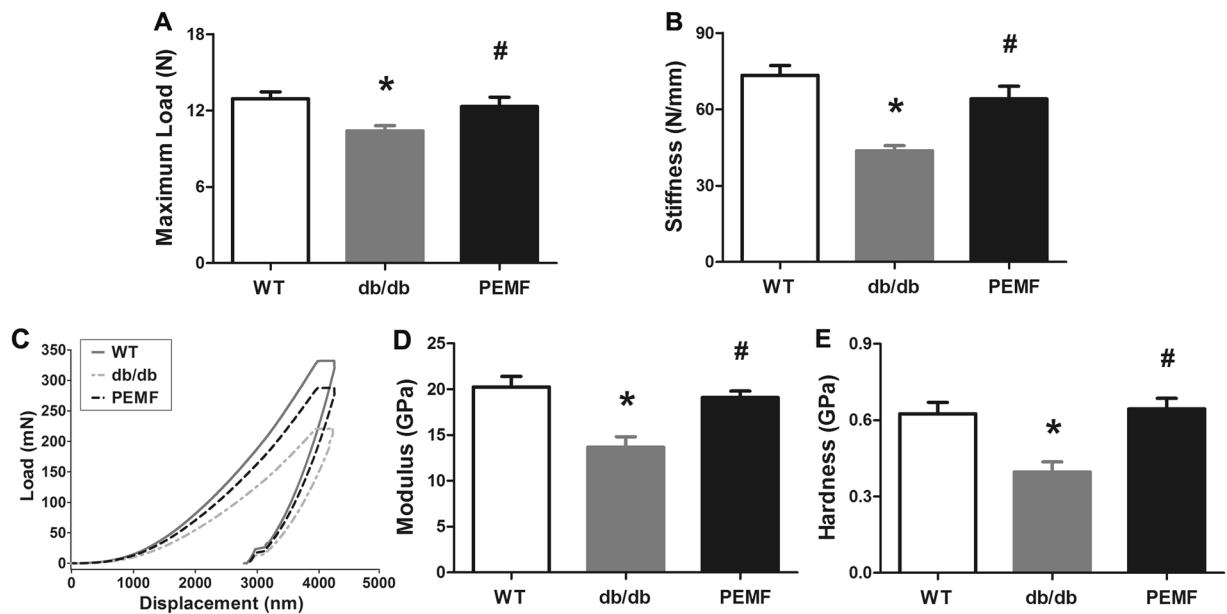 A
Maximum Load (N)
18
12
6
0
*
#
WT db/db PEMF
B
Stiffness (N/mm)
90
60
30
0
*
#
WT db/db PEMF
C
WT
db/db
PEMF
Load (mN)
350
300
250
200
150
100
50
0
0 1000 2000 3000 4000 5000
Displacement (nm)
D
Modulus (GPa)
25
20
15
10
5
0
*
#
WT db/db PEMF
E
Hardness (GPa)
0.9
0.6
0.3
0.0
*
#
WT db/db PEMF